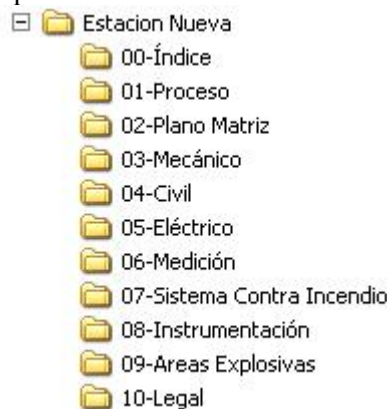 Estacion Nueva
00-Índice
01-Proceso
02-Plano Matriz
03-Mecánico
04-Civil
05-Eléctrico
06-Medición
07-Sistema Contra Incendio
08-Instrumentación
09-Areas Explosivas
10-Legal